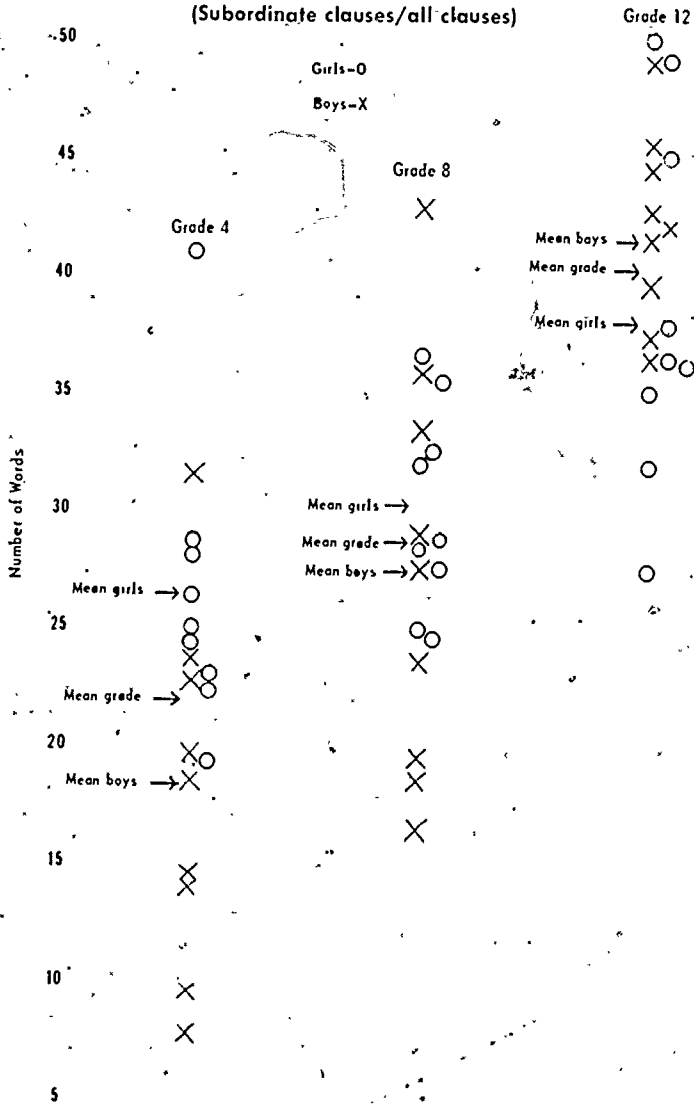 (Subordinate clauses/all clauses)
Grade 12
50
Girls-O
Boys-X
45
Grade 8
Grade 4
Mean boys →
40
Mean grade →
Mean girls →
35
Number of Words
30
Mean girls →
Mean grade →
Mean boys →
Mean girls →
25
Mean grade →
20
Mean boys →
15
10
5